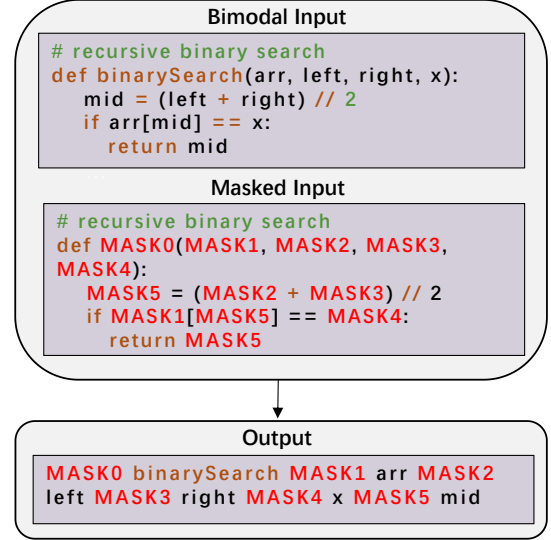 Bimodal Input
# recursive binary search
def binarySearch(arr, left, right, x):
mid = (left + right) // 2
if arr[mid] == x:
return mid
Masked Input
# recursive binary search
def MASK0(MASK1, MASK2, MASK3,
MASK4):
MASK5 = (MASK2 + MASK3) // 2
if MASK1[MASK5] == MASK4:
return MASK5
Output
MASK0 binarySearch MASK1 arr MASK2
left MASK3 right MASK4 x MASK5 mid